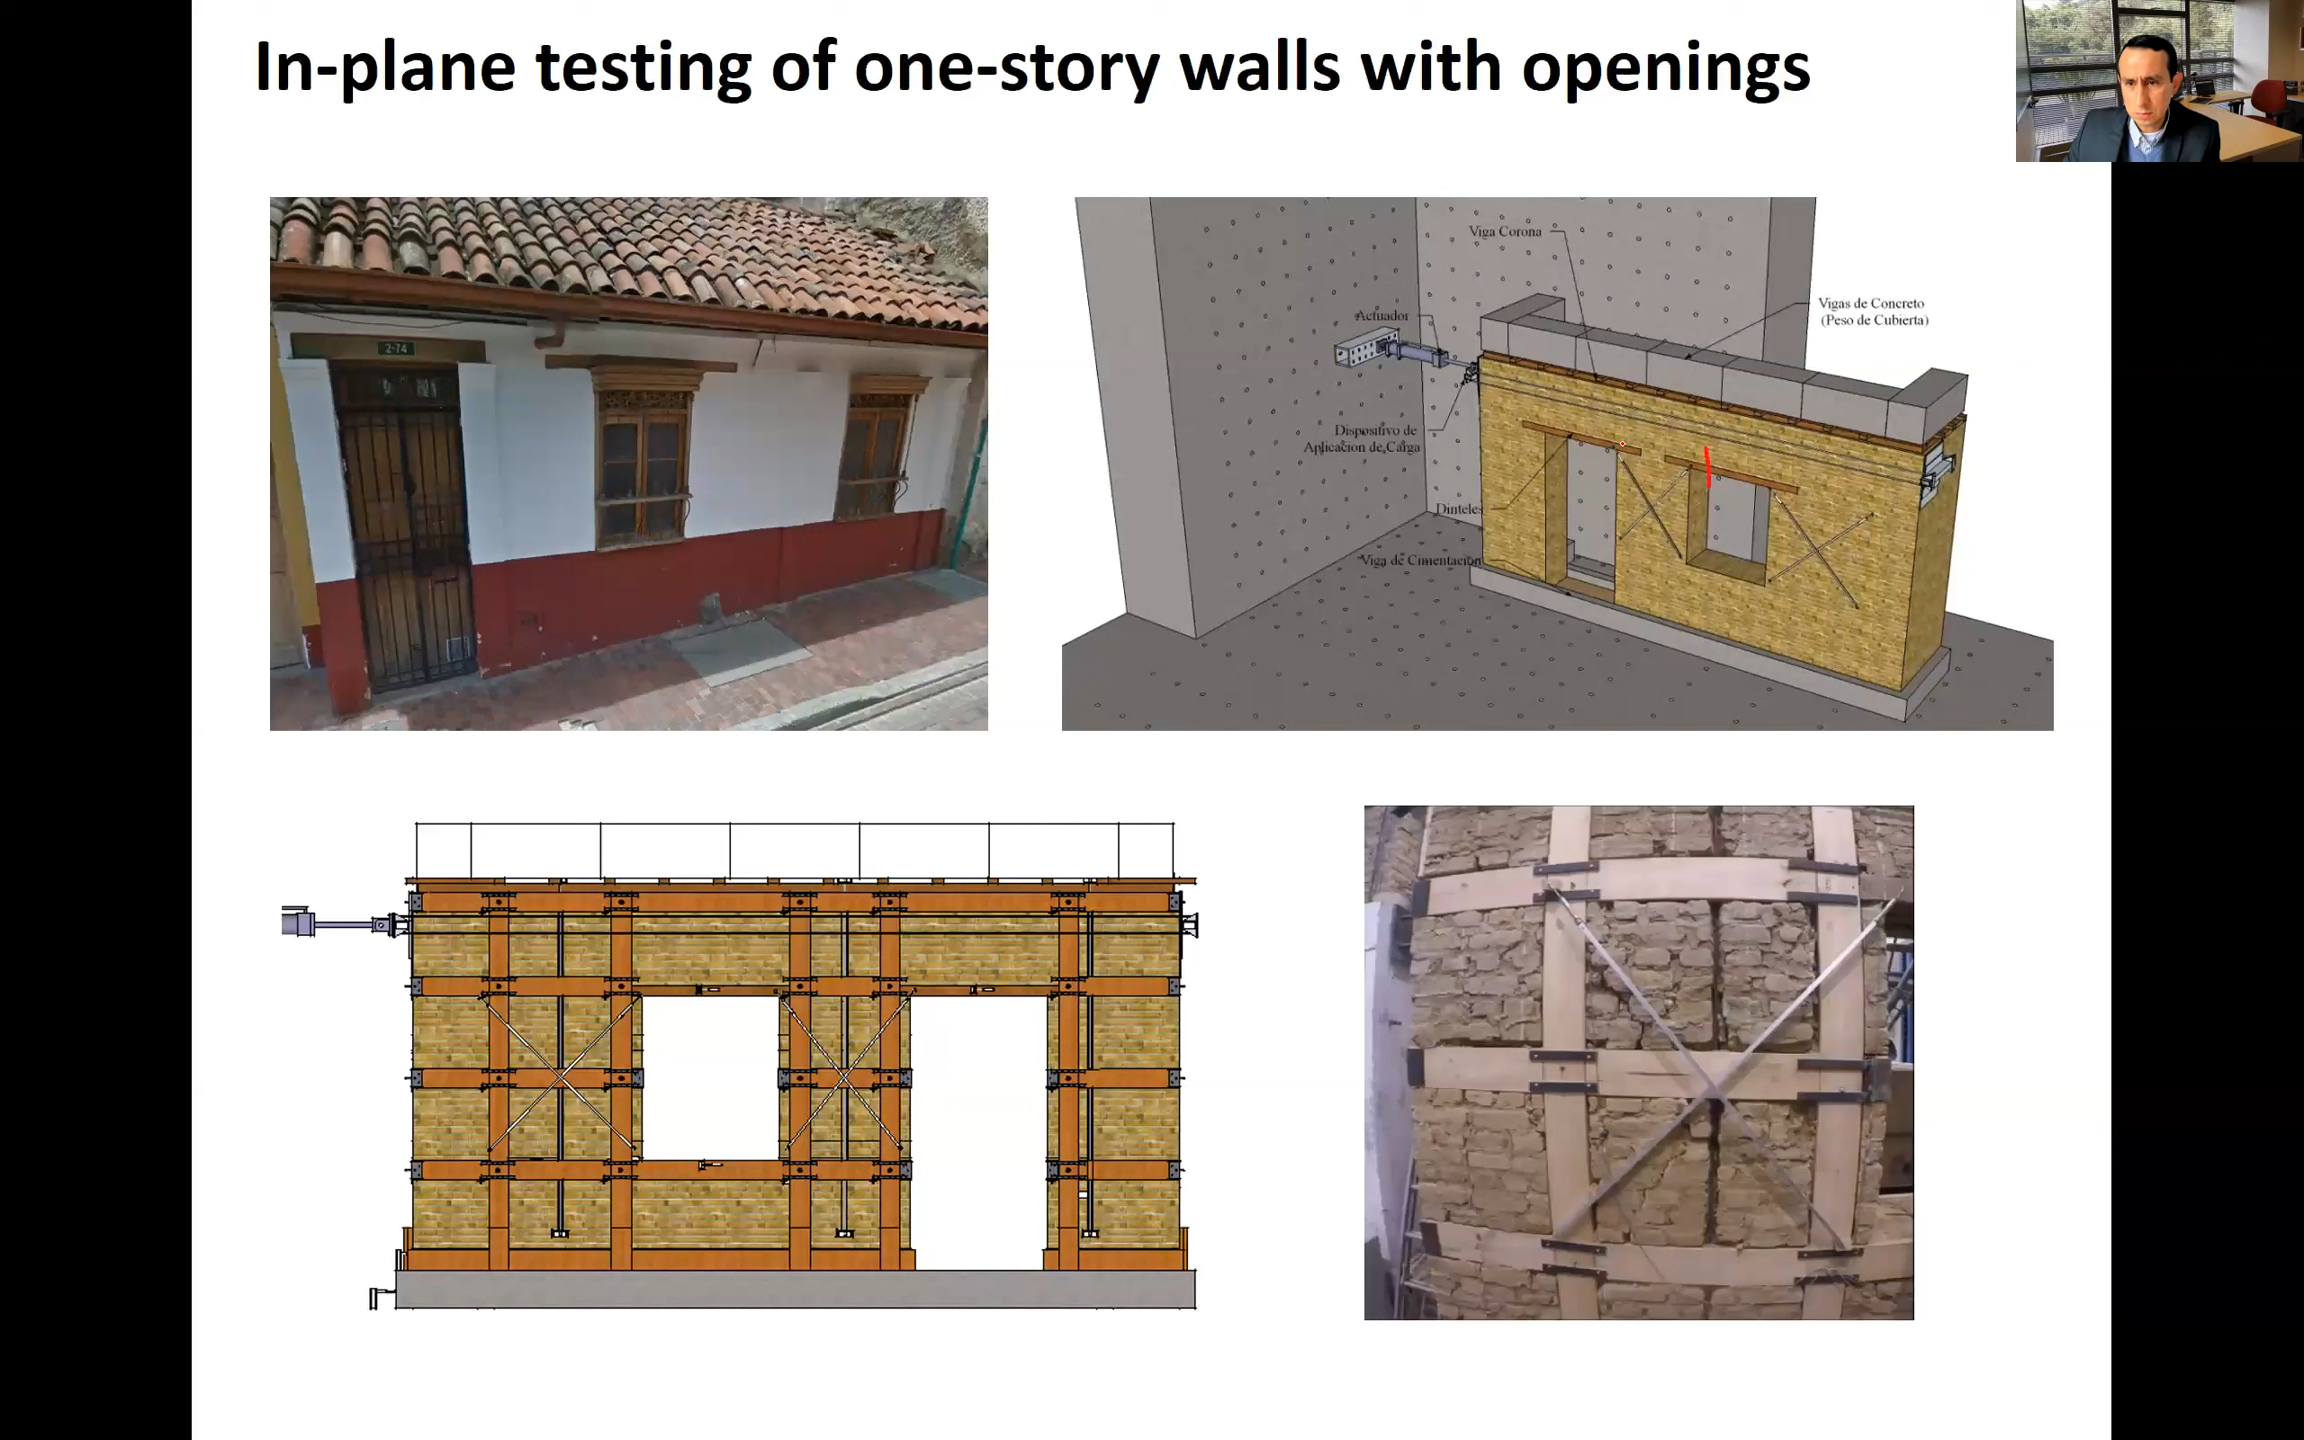 In-plane testing of one-story walls with openings
2-74
Viga Corona
Vigas de Concreto
(Peso de Cubierta)
Actuador
Dispositivo de
Aplicación de Carga
Dinteles
Viga de Cimentación